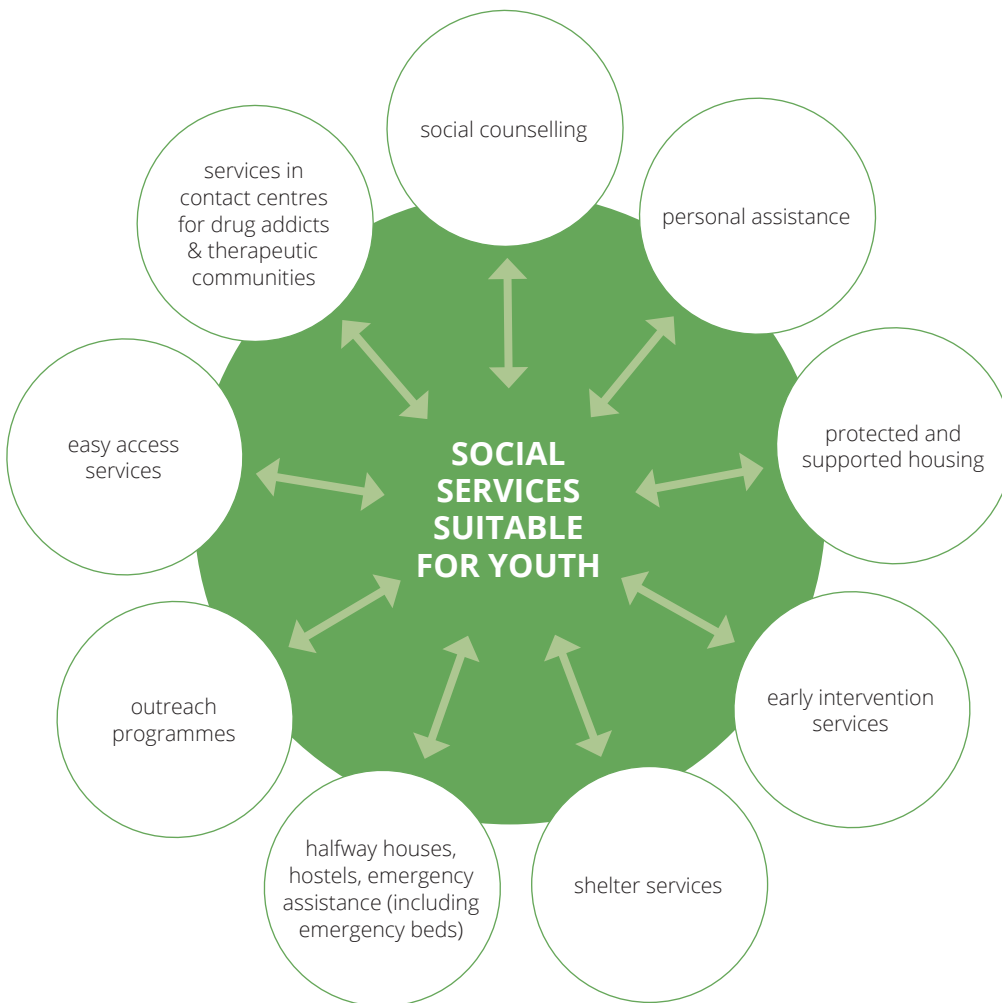 social counselling
personal assistance
protected and
supported housing
early intervention
services
shelter services
halfway houses,
hostels, emergency
assistance (including
emergency beds)
outreach
programmes
easy access
services
services in
contact centres
for drug addicts
& therapeutic
communities
SOCIAL
SERVICES
SUITABLE
FOR YOUTH